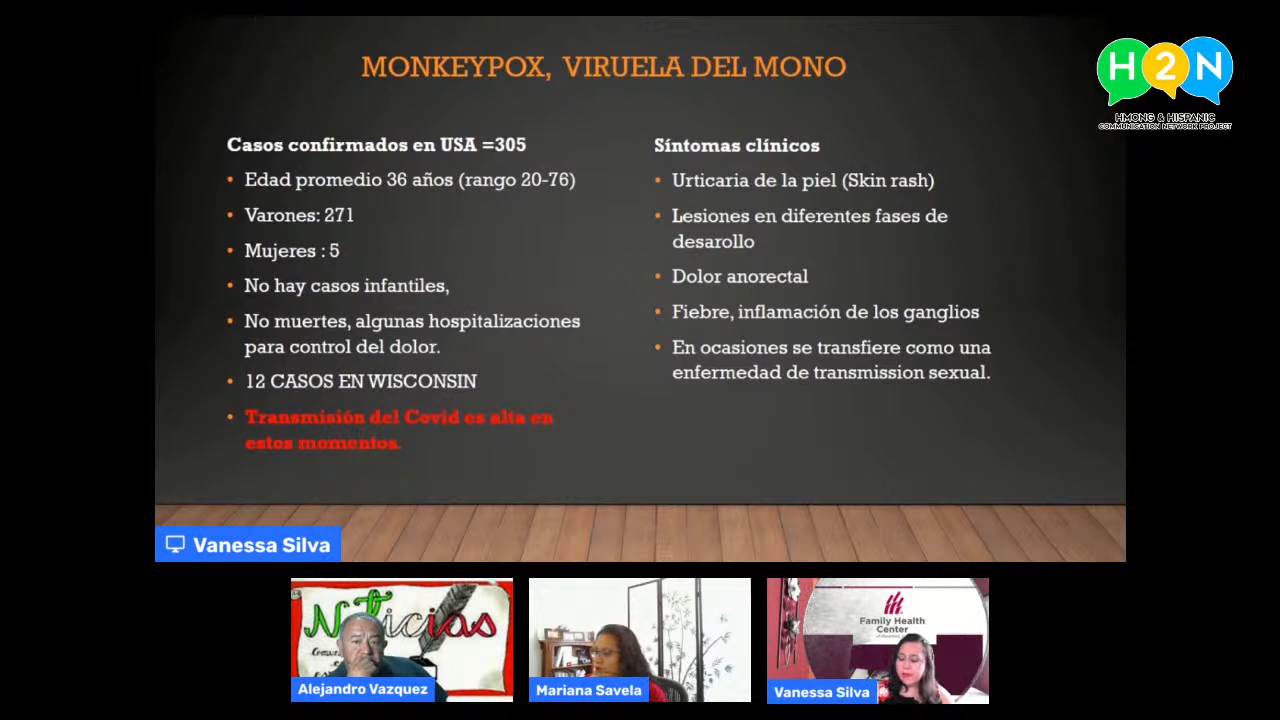 MONKEYPOX, VIRUELA DEL MONO
H2N
HMONG & HISPANIC
COMMUNICATION NETWORK PROJECT
Casos confirmados en USA =305
• Edad promedio 36 años (rango 20-76)
• Varones: 271
• Mujeres : 5
• No hay casos infantiles,
• No muertes, algunas hospitalizaciones
para control del dolor.
• 12 CASOS EN WISCONSIN
• Transmisión del Covid es alta en
estos momentos.
Síntomas clínicos
• Urticaria de la piel (Skin rash)
• Lesiones en diferentes fases de
desarollo
• Dolor anorectal
• Fiebre, inflamación de los ganglios
• En ocasiones se transfiere como una
enfermedad de transmission sexual.
Vanessa Silva
Noticias
Alejandro Vazquez
Mariana Savela
Family Health
Center
Vanessa Silva